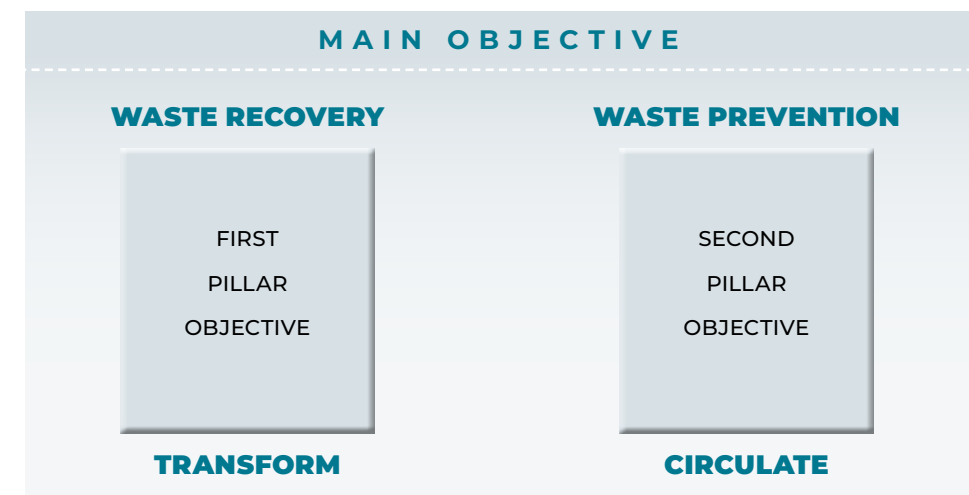 MAIN OBJECTIVE
WASTE RECOVERY
FIRST
PILLAR
OBJECTIVE
TRANSFORM
WASTE PREVENTION
SECOND
PILLAR
OBJECTIVE
CIRCULATE